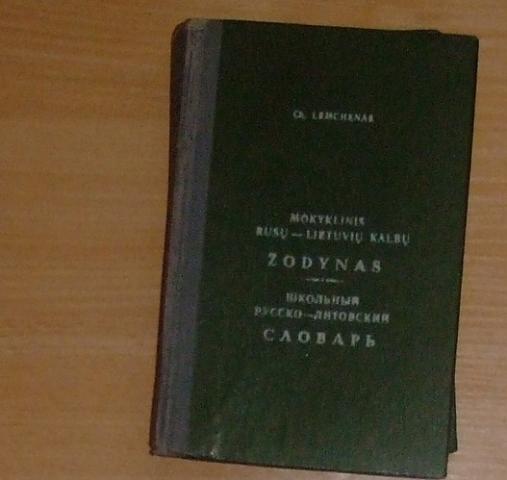 Ch. LEMCHENAS
MOKYKLINIS
RUSŲ — LIETUVIŲ KALBŲ
ŽODYNAS
ШКОЛЬНЫЙ
РУССКО—ЛИТОВСКИЙ
СЛОВАРЬ